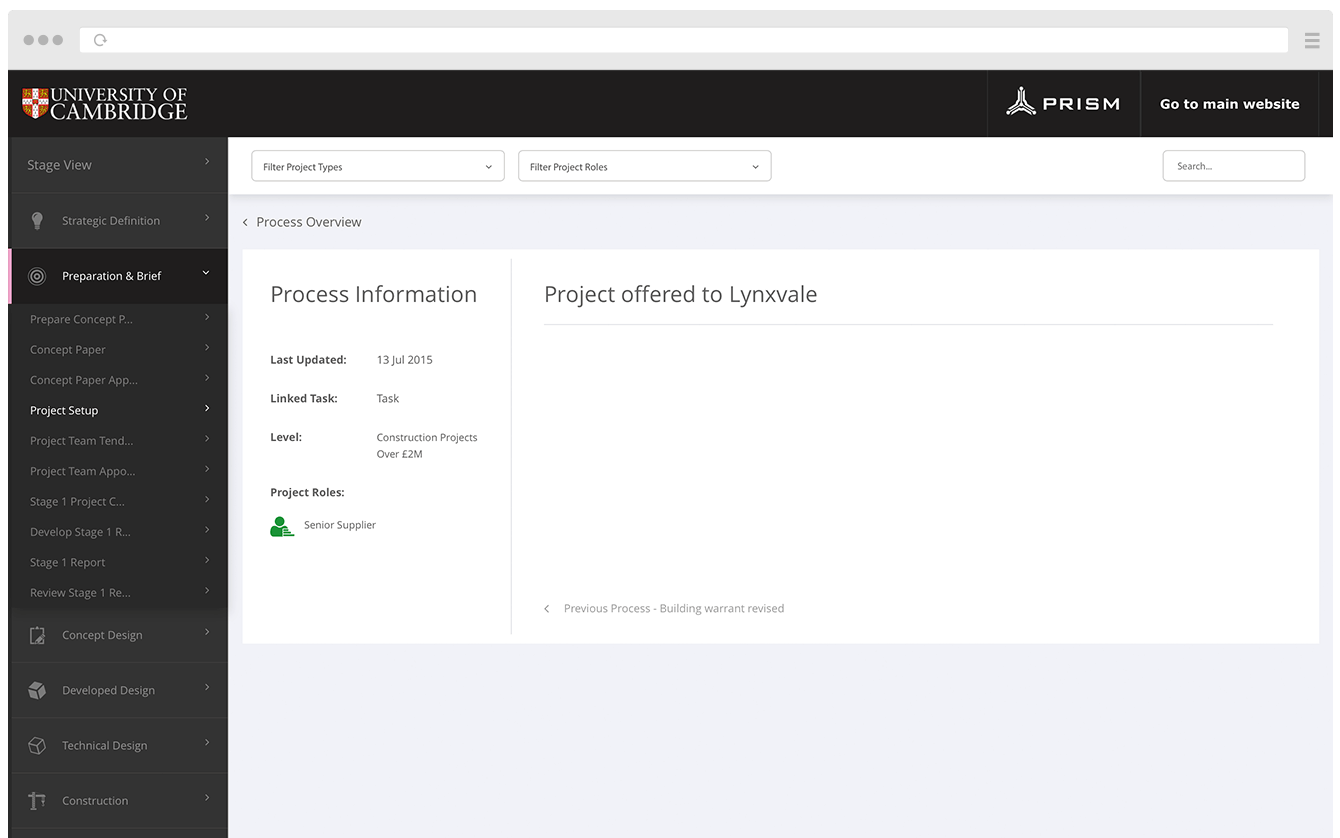 UNIVERSITY OF
CAMBRIDGE
PRISM
Go to main website
Stage View
Filter Project Types
Filter Project Roles
Search...
Strategic Definition
Preparation & Brief
Prepare Concept P...
Concept Paper
Concept Paper App...
Project Setup
Project Team Tend...
Project Team Appo...
Stage 1 Project C...
Develop Stage 1 R...
Stage 1 Report
Review Stage 1 Re...
Concept Design
Developed Design
Technical Design
Construction
Process Overview
Process Information
Last Updated: 13 Jul 2015
Linked Task: Task
Level: Construction Projects
Over £2M
Project Roles:
Senior Supplier
Project offered to Lynxvale
Previous Process - Building warrant revised